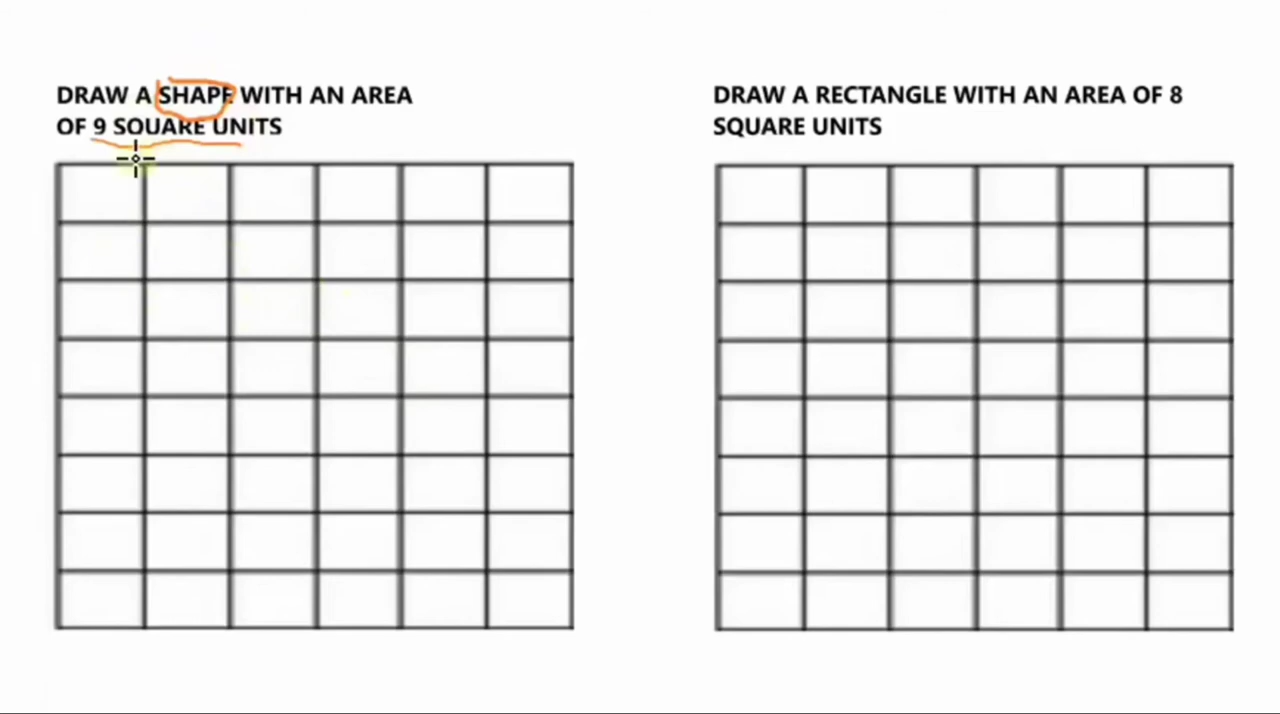 DRAW A SHAPE WITH AN AREA
OF 9 SQUARE UNITS
DRAW A RECTANGLE WITH AN AREA OF 8
SQUARE UNITS